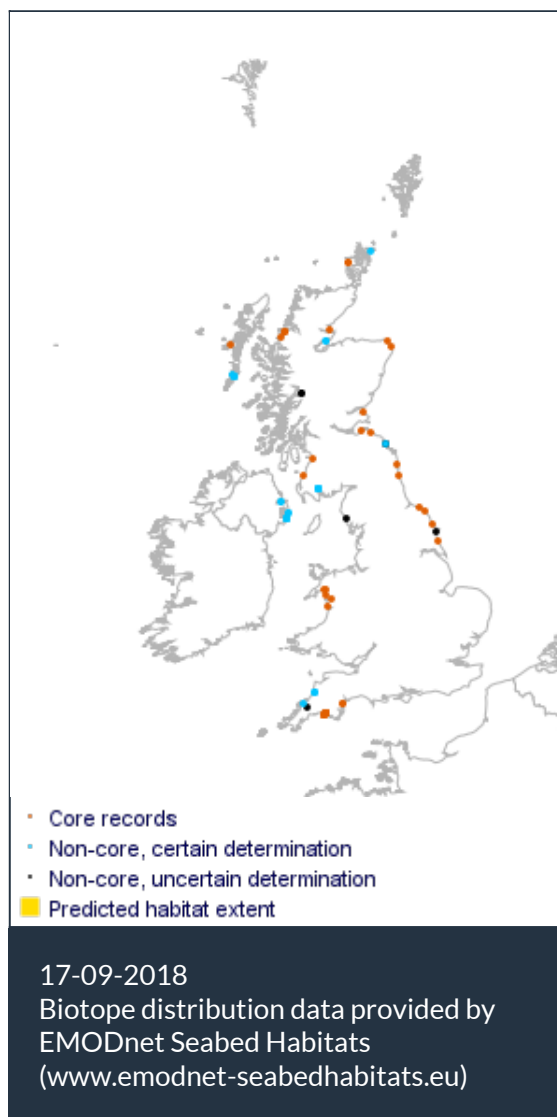 Core records
Non-core, certain determination
Non-core, uncertain determination
Predicted habitat extent
17-09-2018
Biotope distribution data provided by
EMODnet Seabed Habitats
(www.emodnet-seabedhabitats.eu)